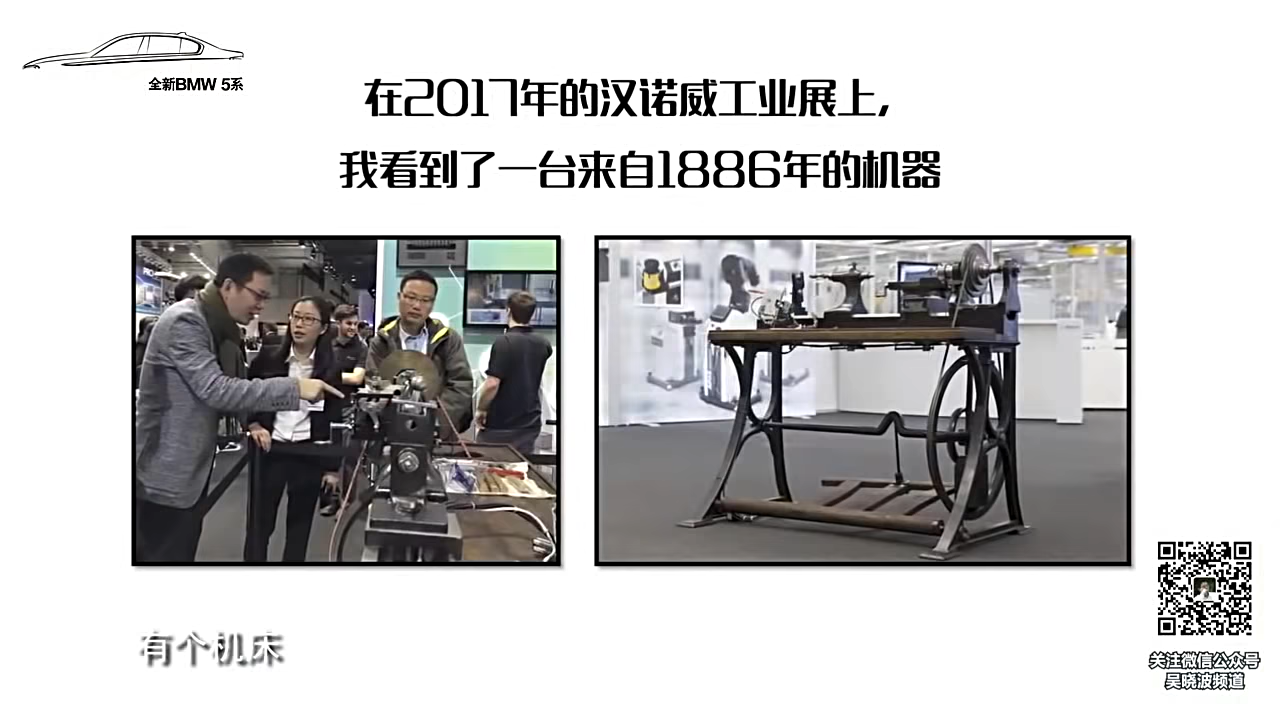 全新BMW 5系
在2017年的汉诺威工业展上,
我看到了一台来自1886年的机器
PRO
有个机床
关注微信公众号
吴晓波频道